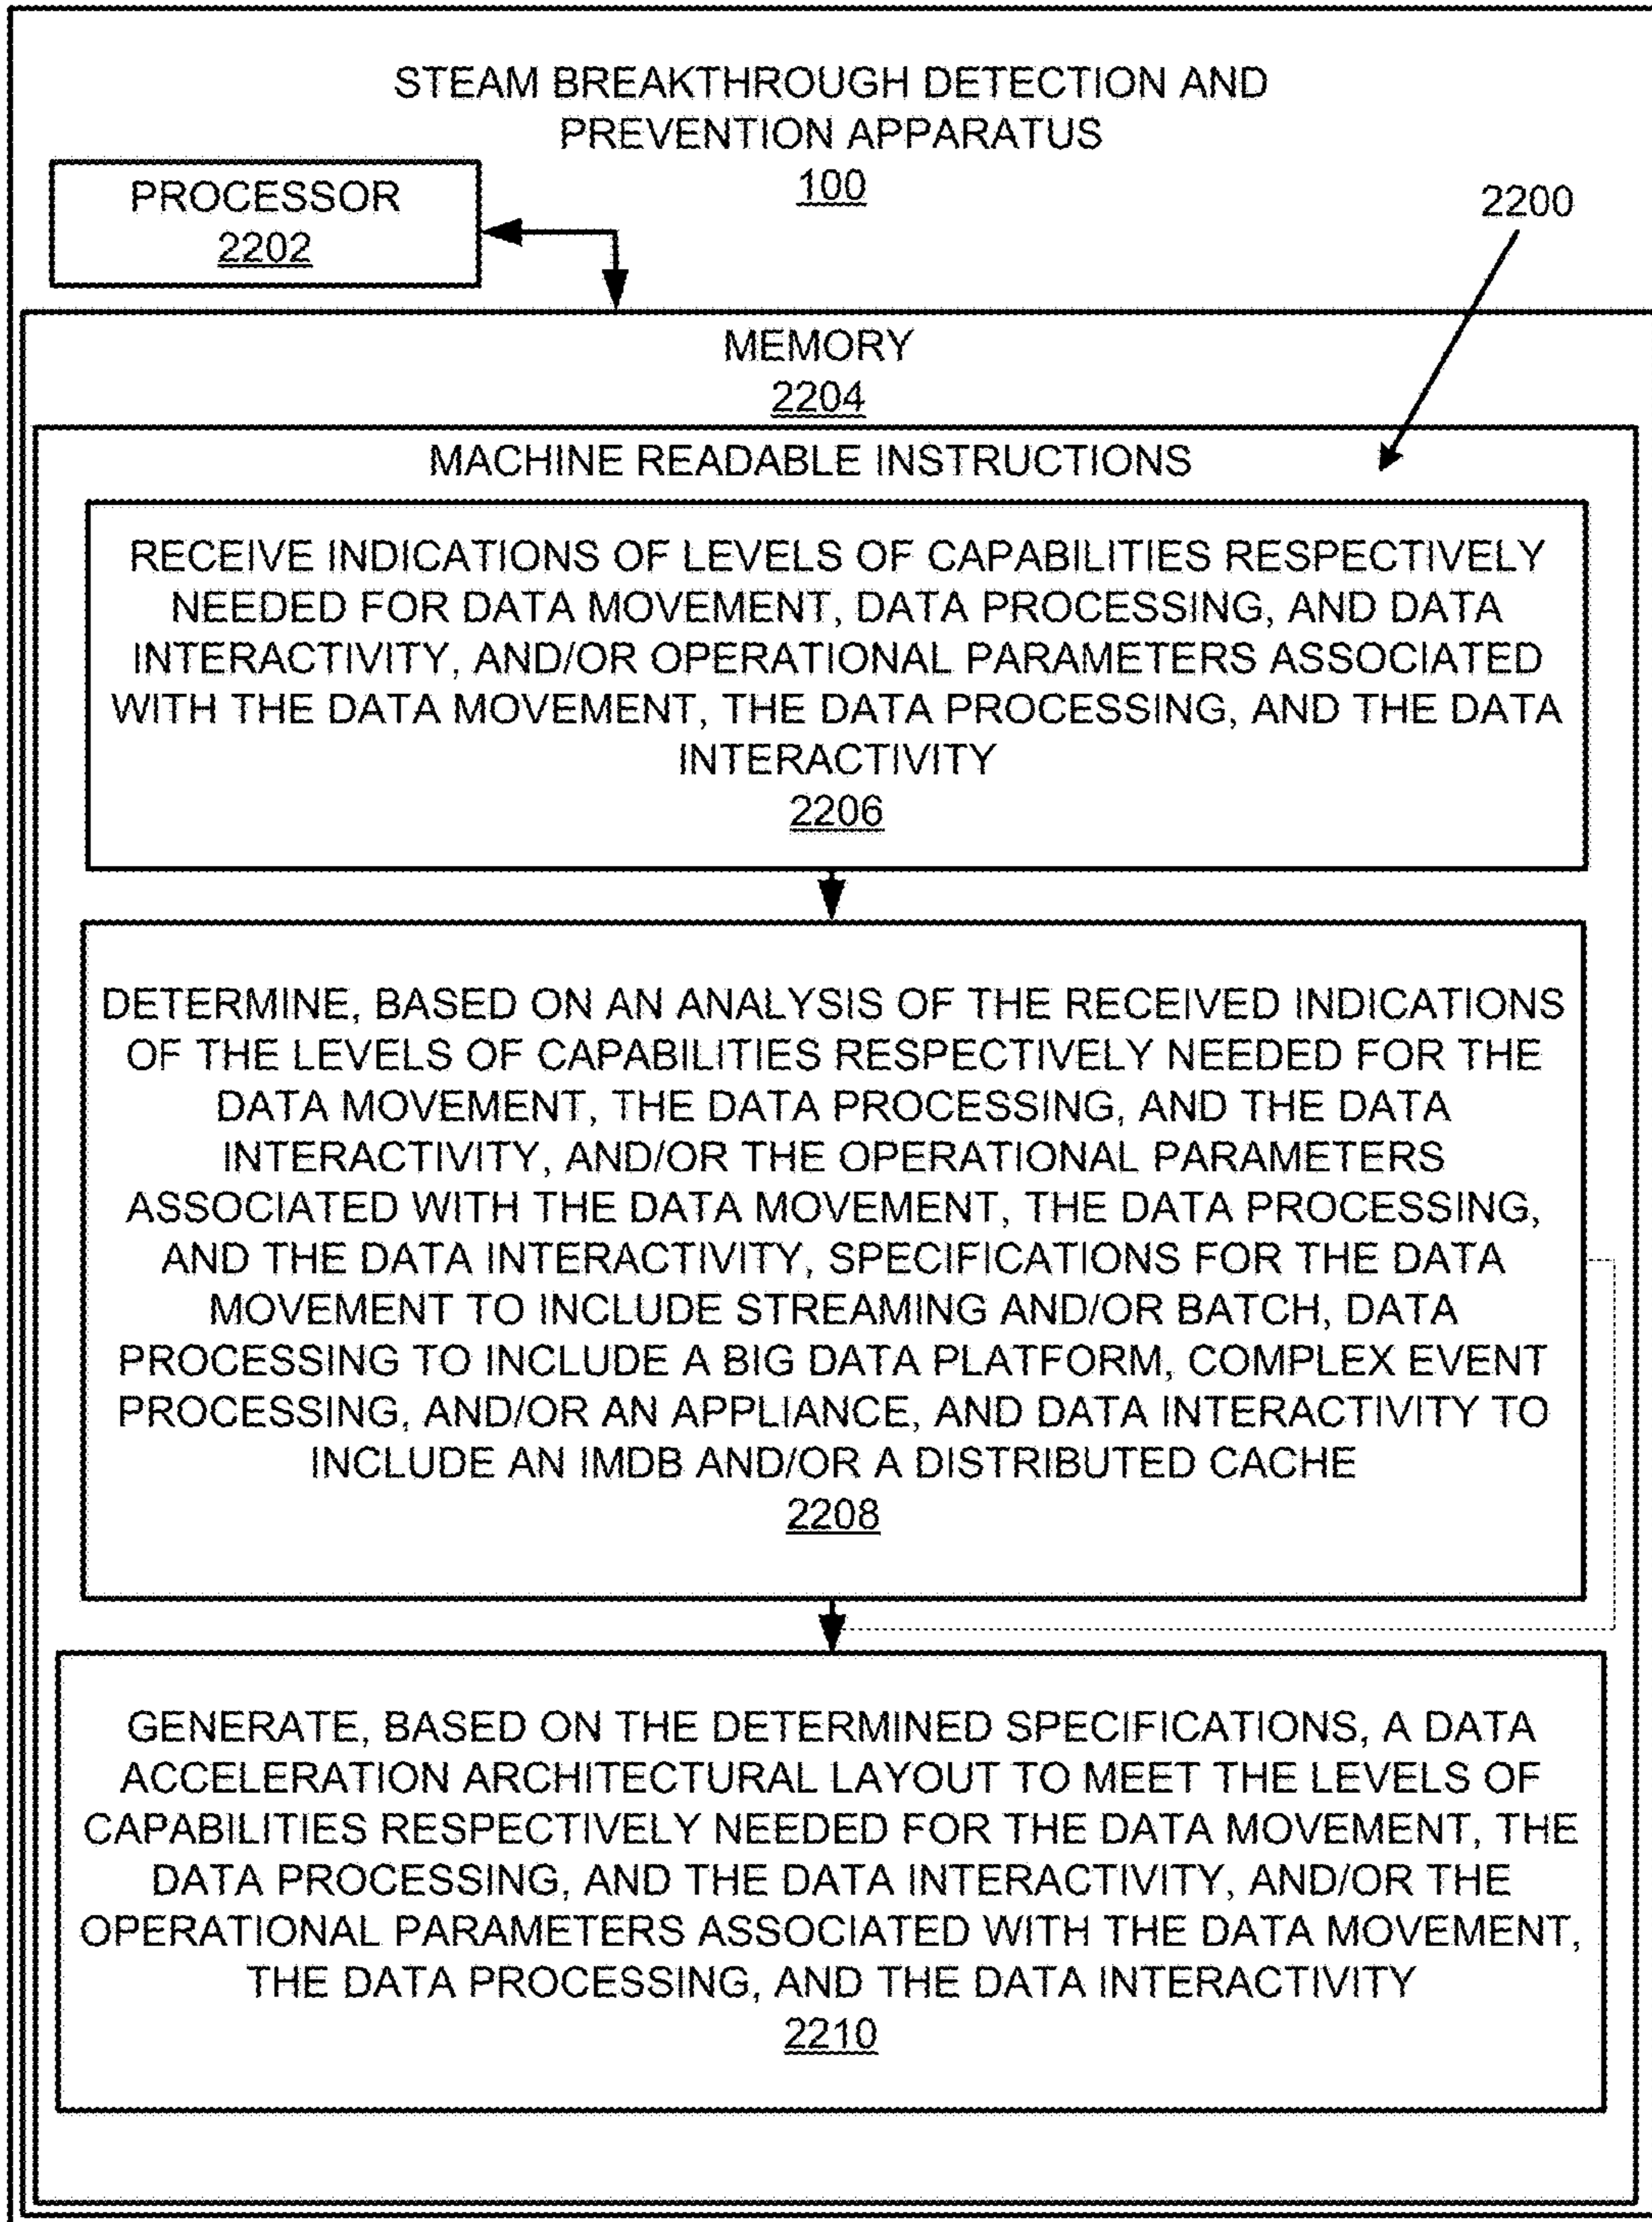 STEAM BREAKTHROUGH DETECTION AND
PREVENTION APPARATUS
100
PROCESSOR
2202
2200
MEMORY
2204
MACHINE READABLE INSTRUCTIONS
RECEIVE INDICATIONS OF LEVELS OF CAPABILITIES RESPECTIVELY
NEEDED FOR DATA MOVEMENT, DATA PROCESSING, AND DATA
INTERACTIVITY, AND/OR OPERATIONAL PARAMETERS ASSOCIATED
WITH THE DATA MOVEMENT, THE DATA PROCESSING, AND THE DATA
INTERACTIVITY
2206
DETERMINE, BASED ON AN ANALYSIS OF THE RECEIVED INDICATIONS
OF THE LEVELS OF CAPABILITIES RESPECTIVELY NEEDED FOR THE
DATA MOVEMENT, THE DATA PROCESSING, AND THE DATA
INTERACTIVITY, AND/OR THE OPERATIONAL PARAMETERS
ASSOCIATED WITH THE DATA MOVEMENT, THE DATA PROCESSING,
AND THE DATA INTERACTIVITY, SPECIFICATIONS FOR THE DATA
MOVEMENT TO INCLUDE STREAMING AND/OR BATCH, DATA
PROCESSING TO INCLUDE A BIG DATA PLATFORM, COMPLEX EVENT
PROCESSING, AND/OR AN APPLIANCE, AND DATA INTERACTIVITY TO
INCLUDE AN IMDB AND/OR A DISTRIBUTED CACHE
2208
GENERATE, BASED ON THE DETERMINED SPECIFICATIONS, A DATA
ACCELERATION ARCHITECTURAL LAYOUT TO MEET THE LEVELS OF
CAPABILITIES RESPECTIVELY NEEDED FOR THE DATA MOVEMENT, THE
DATA PROCESSING, AND THE DATA INTERACTIVITY, AND/OR THE
OPERATIONAL PARAMETERS ASSOCIATED WITH THE DATA MOVEMENT,
THE DATA PROCESSING, AND THE DATA INTERACTIVITY
2210